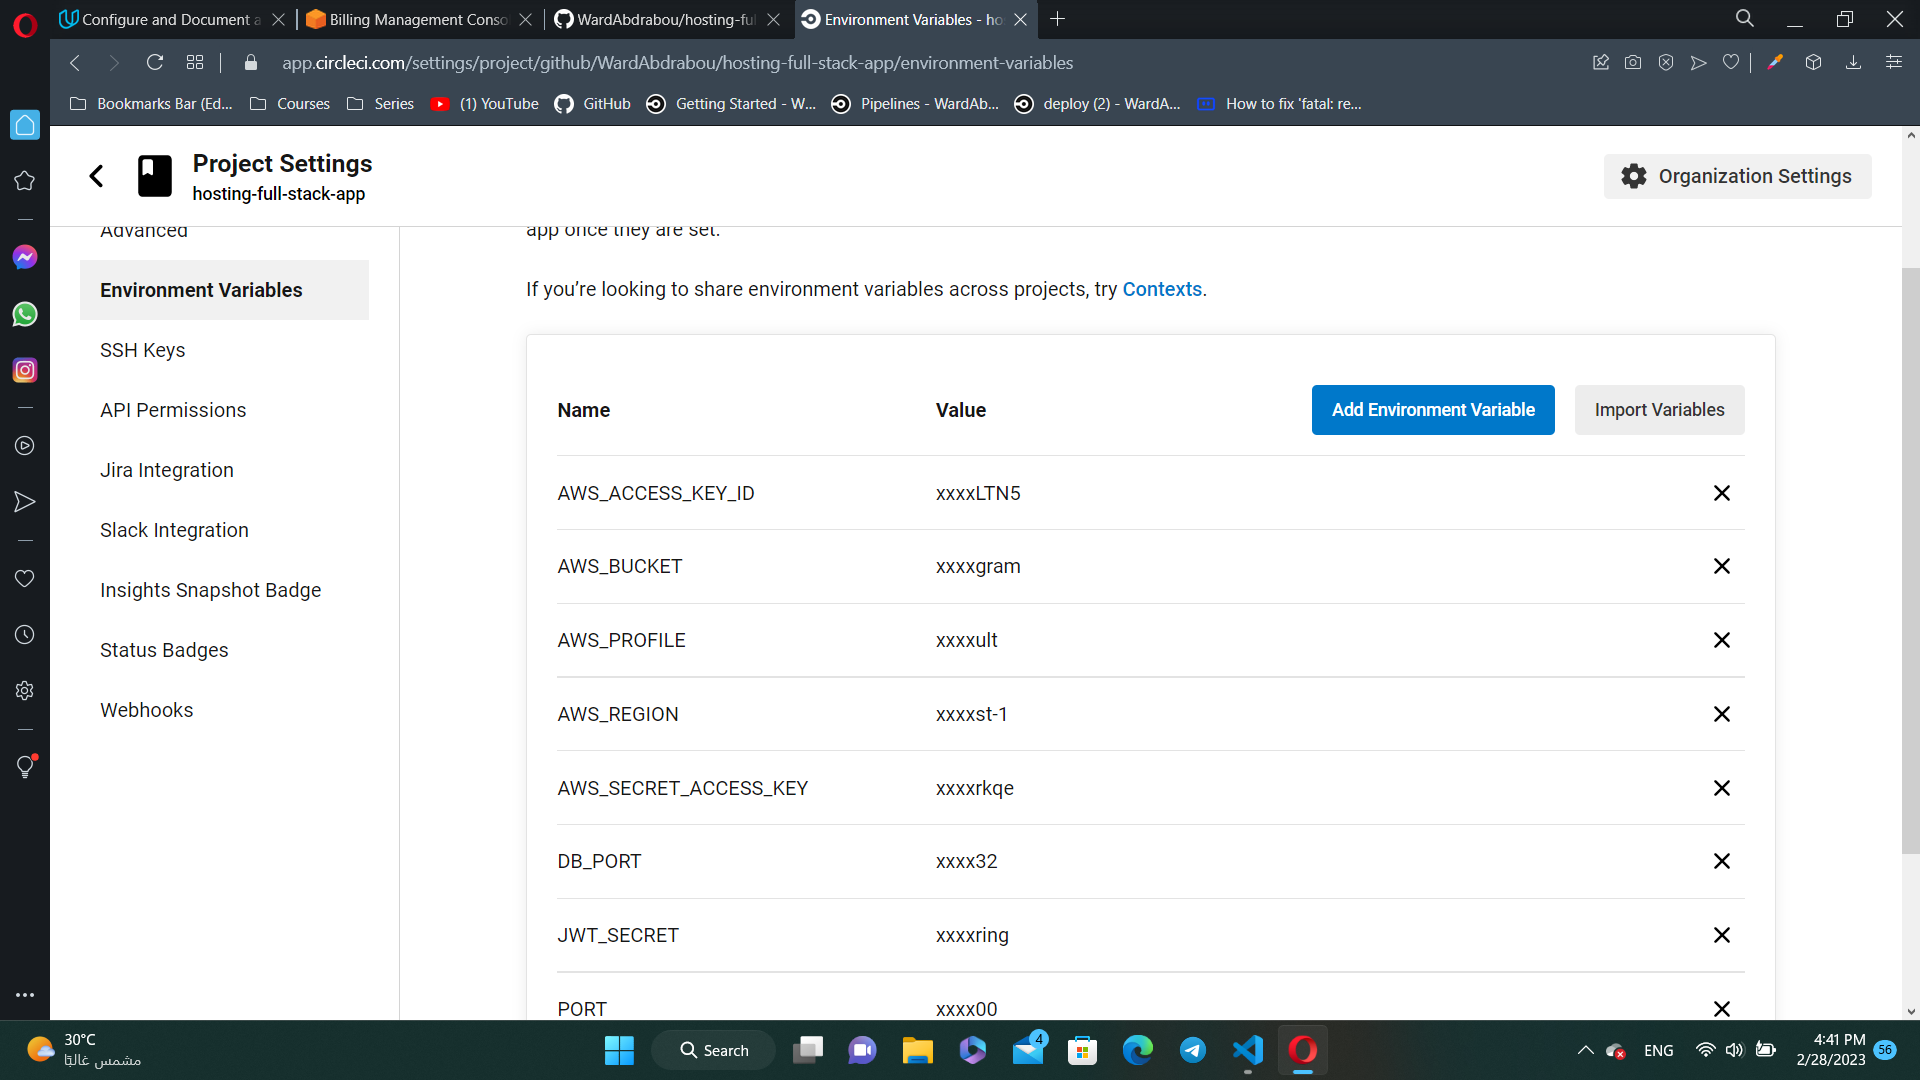 Configure and Document a
Billing Management Conso
WardAbdrabou/hosting-ful
Environment Variables - ho
app.circleci.com/settings/project/github/WardAbdrabou/hosting-full-stack-app/environment-variables
Bookmarks Bar (Ed...
Courses
Series
(1) YouTube
GitHub
Getting Started - W...
Pipelines - WardAb...
deploy (2) - WardA...
How to fix 'fatal: re...
Project Settings
hosting-full-stack-app
Organization Settings
Advanced
Environment Variables
SSH Keys
API Permissions
Jira Integration
Slack Integration
Insights Snapshot Badge
Status Badges
Webhooks
app once they are set.
If you’re looking to share environment variables across projects, try Contexts.
Name Value Add Environment Variable Import Variables
AWS_ACCESS_KEY_ID xxxxLTN5
AWS_BUCKET xxxxgram
AWS_PROFILE xxxxult
AWS_REGION xxxxst-1
AWS_SECRET_ACCESS_KEY xxxxrkqe
DB_PORT xxxx32
JWT_SECRET xxxxring
PORT xxxx00
30°C
مشمس غالبًا
Search
4
ENG
4:41 PM
2/28/2023
56